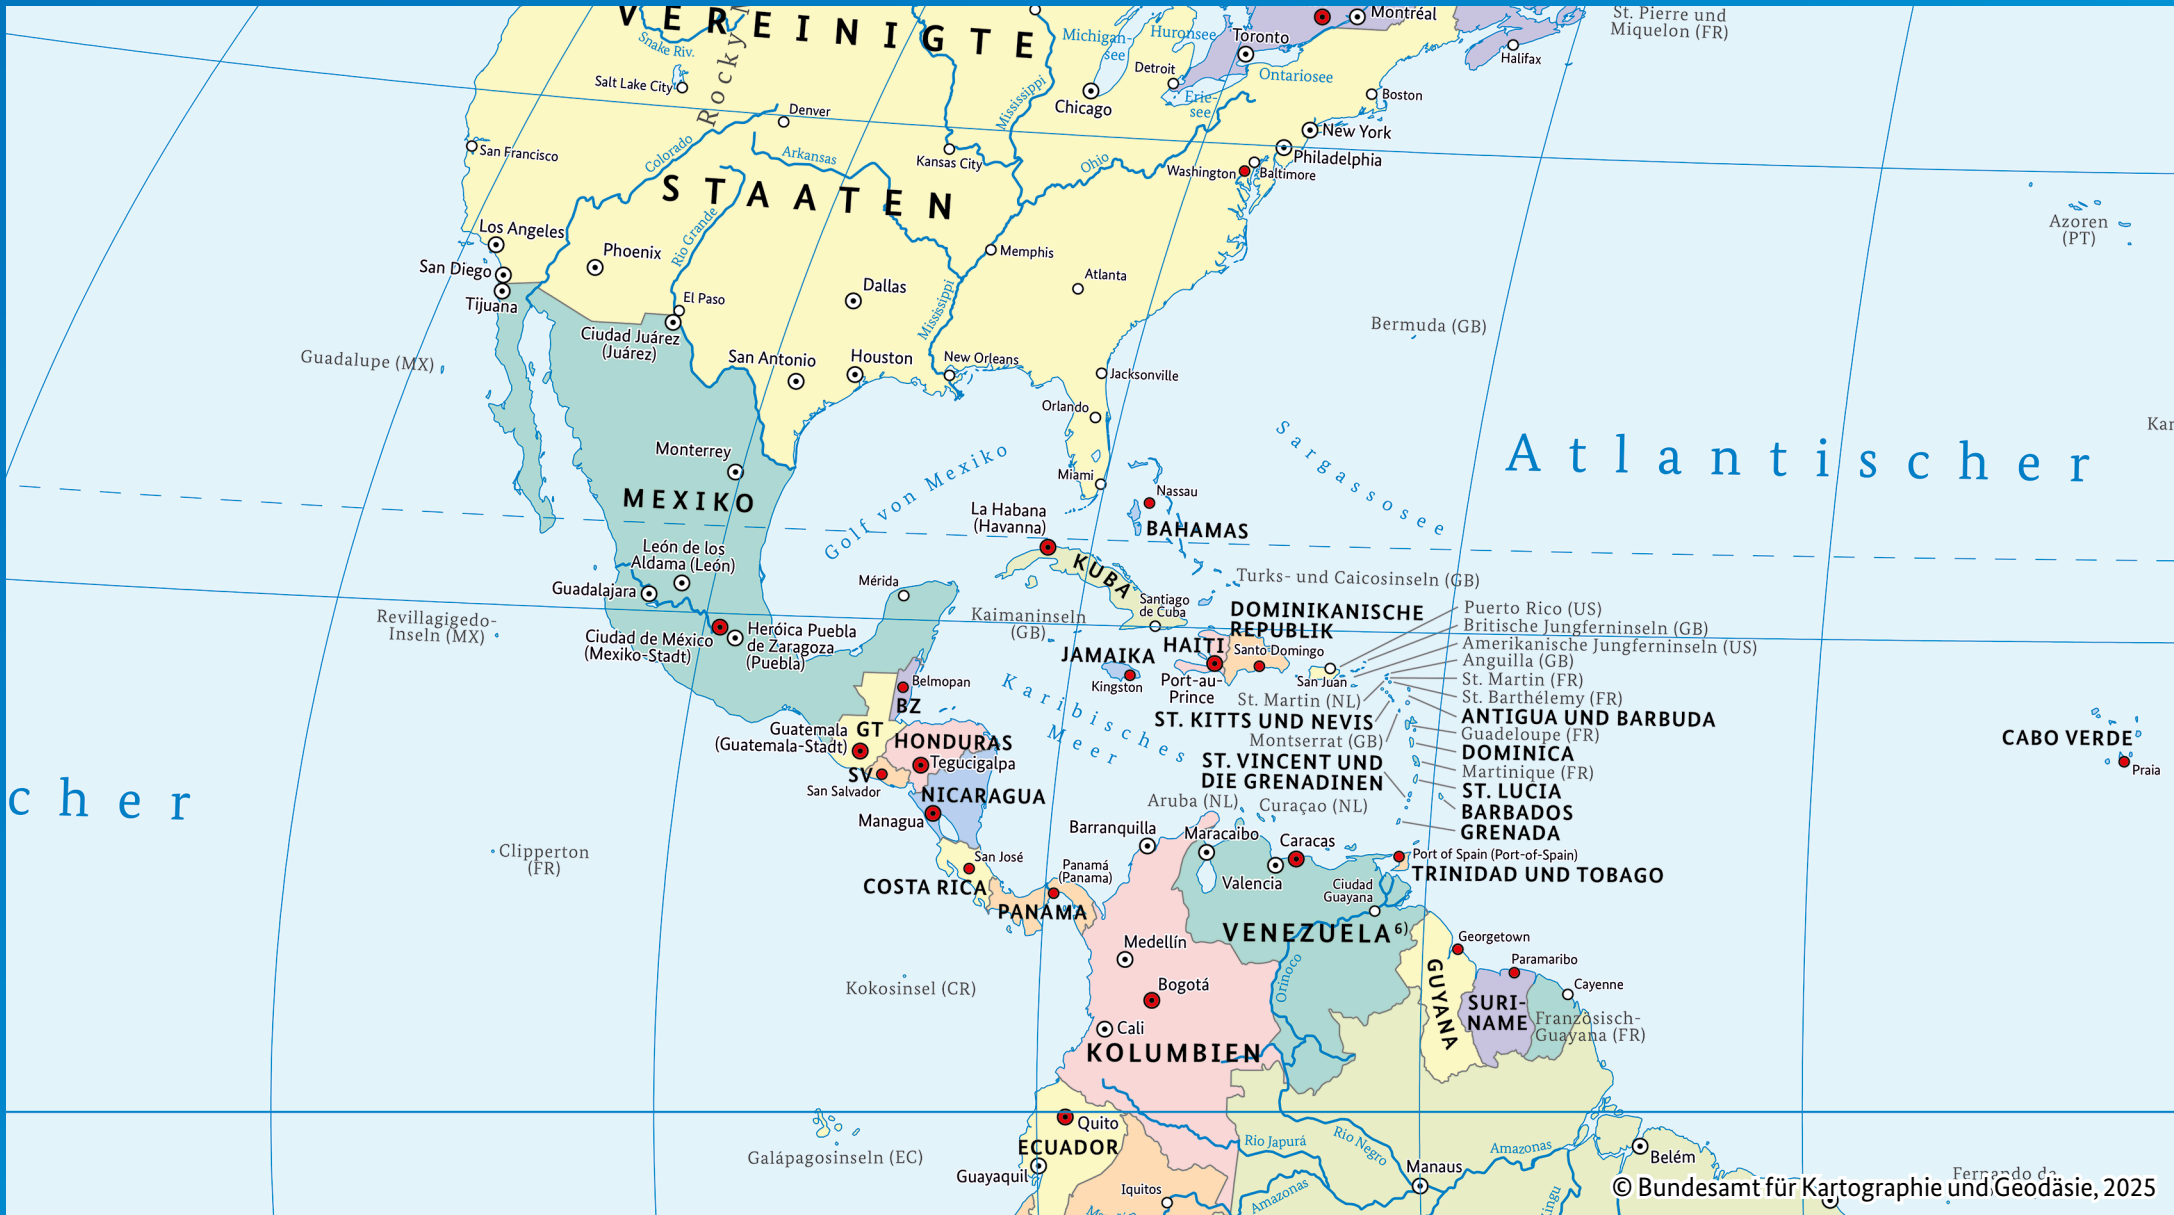 VEREINIGTE
STAATEN
Snake Riv.
Salt Lake City
Rocky
Denver
San Francisco
Colorado
Arkansas
Kansas City
Mississippi
Michigan-
see
Huronsee
Chicago
Detroit
Toronto
Montréal
Ontariosee
Erie-
see
Ohio
Boston
New York
Philadelphia
Washington
Baltimore
Halifax
St. Pierre und
Miquelon (FR)
Azoren
(PT)
Los Angeles
San Diego
Tijuana
Phoenix
Rio Grande
El Paso
Ciudad Juárez
(Juárez)
Dallas
Memphis
Atlanta
Mississippi
San Antonio
Houston
New Orleans
Jacksonville
Orlando
Miami
Bermuda (GB)
Guadalupe (MX)
Monterrey
MEXIKO
Golf von Mexiko
Sargassosee
Atlantischer
Kar
La Habana
(Havanna)
Nassau
BAHAMAS
KUBA
León de los
Aldama (León)
Guadalajara
Mérida
Revillagigedo-
Inseln (MX)
Ciudad de México
(Mexiko-Stadt)
Heróica Puebla
de Zaragoza
(Puebla)
Kaimaninseln
(GB)
Santiago
de Cuba
Turks- und Caicosinseln (GB)
DOMINIKANISCHE
REPUBLIK
HAITI
Santo Domingo
JAMAIKA
Kingston
Port-au-
Prince
San Juan
Puerto Rico (US)
Britische Jungferninseln (GB)
Amerikanische Jungferninseln (US)
Anguilla (GB)
St. Martin (FR)
St. Barthélemy (FR)
ANTIGUA UND BARBUDA
Guadeloupe (FR)
DOMINICA
Martinique (FR)
ST. LUCIA
BARBADOS
GRENADA
St. Martin (NL)
ST. KITTS UND NEVIS
Montserrat (GB)
ST. VINCENT UND
DIE GRENADINEN
Aruba (NL)
Curaçao (NL)
Karibisches
Meer
Belmopan
BZ
GT
Guatemala
(Guatemala-Stadt)
HONDURAS
Tegucigalpa
SV
San Salvador
NICARAGUA
Managua
San José
COSTA RICA
Panamá
(Panama)
PANAMA
cher
Clipperton
(FR)
CABO VERDE
Praia
Barranquilla
Maracaibo
Caracas
Valencia
Port of Spain (Port-of-Spain)
TRINIDAD UND TOBAGO
Ciudad
Guayana
VENEZUELA⁶⁾
Medellín
Bogotá
Cali
KOLUMBIEN
Orinoco
Georgetown
GUYANA
Paramaribo
SURI-
NAME
Cayenne
Französisch-
Guayana (FR)
Kokosinsel (CR)
Galápagosinseln (EC)
Quito
ECUADOR
Guayaquil
Iquitos
Rio Japurá
Rio Negro
Amazonas
Amazonas
Manaus
Belém
Fernando da
© Bundesamt für Kartographie und Geodäsie, 2025